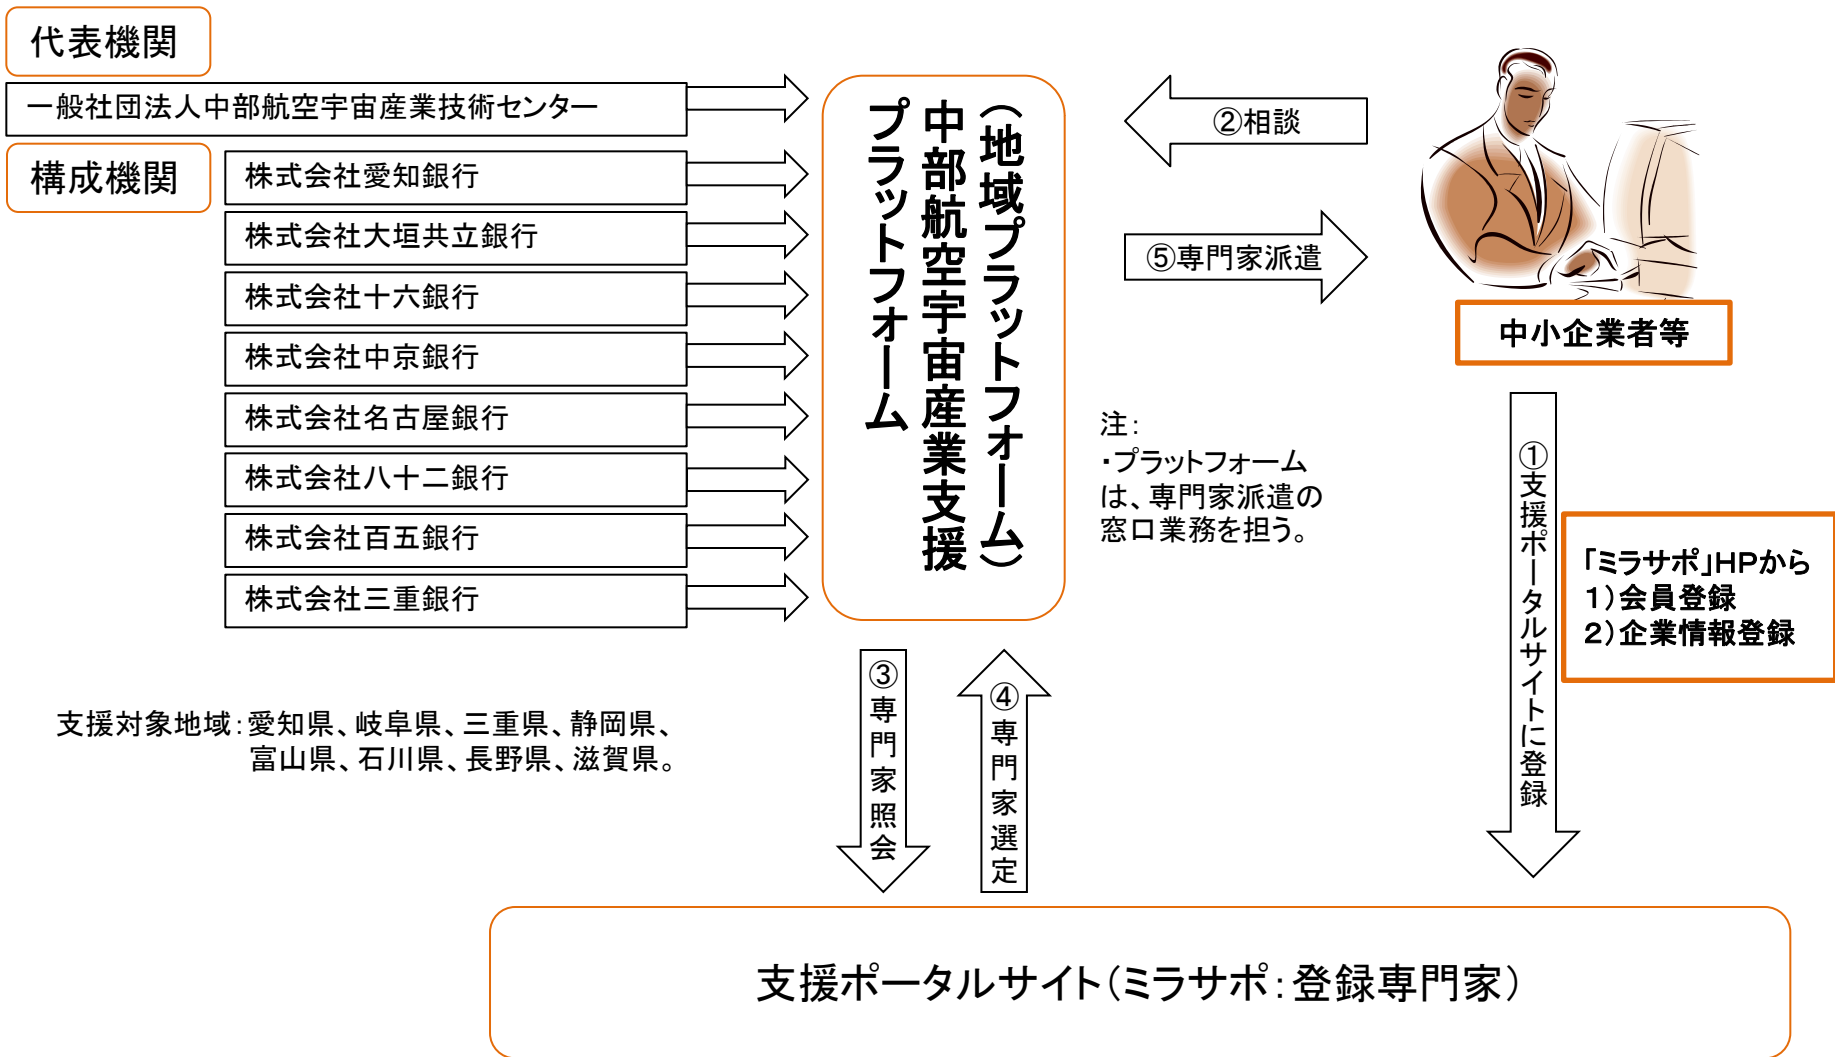 代表機関
一般社団法人中部航空宇宙産業技術センター
構成機関
株式会社愛知銀行
株式会社大垣共立銀行
株式会社十六銀行
株式会社中京銀行
株式会社名古屋銀行
株式会社八十二銀行
株式会社百五銀行
株式会社三重銀行
（地域プラットフォーム）
中部航空宇宙産業支援
プラットフォーム
②相談
⑤専門家派遣
中小企業者等
注：
・プラットフォーム
は、専門家派遣の
窓口業務を担う。
①支援ポータルサイトに登録
「ミラサポ」HPから
1）会員登録
2）企業情報登録
支援対象地域：愛知県、岐阜県、三重県、静岡県、
富山県、石川県、長野県、滋賀県。
③専門家照会
④専門家選定
支援ポータルサイト（ミラサポ：登録専門家）